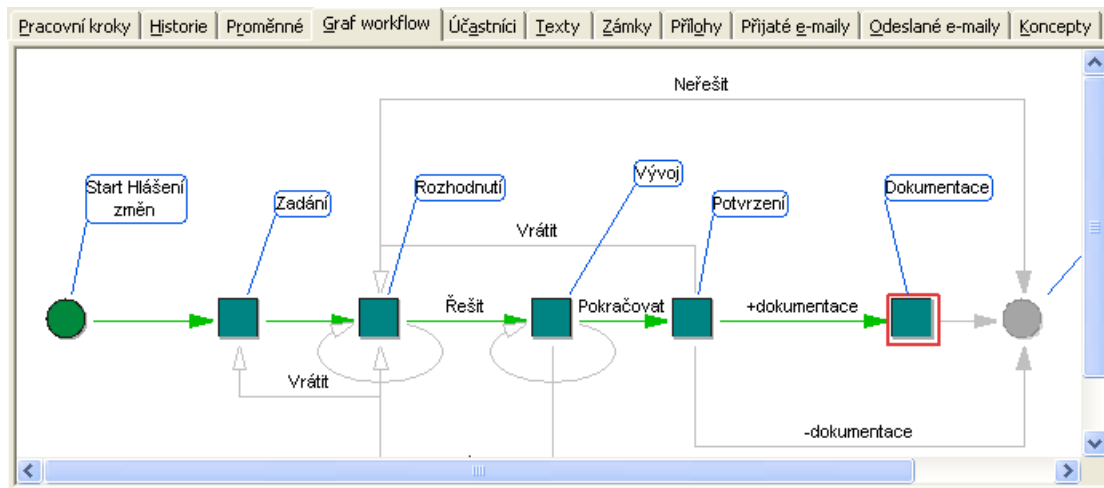 Pracovní kroky Historie Proměnné Graf workflow Účastníci Texty Zámky Přílohy Přijaté e-maily Odeslané e-maily Koncepty
Neřešit
Start Hlášení
změn
Zadání
Rozhodnutí
Vývoj
Potvrzení
Dokumentace
Vrátit
Řešit
Pokračovat
+dokumentace
Vrátit
-dokumentace